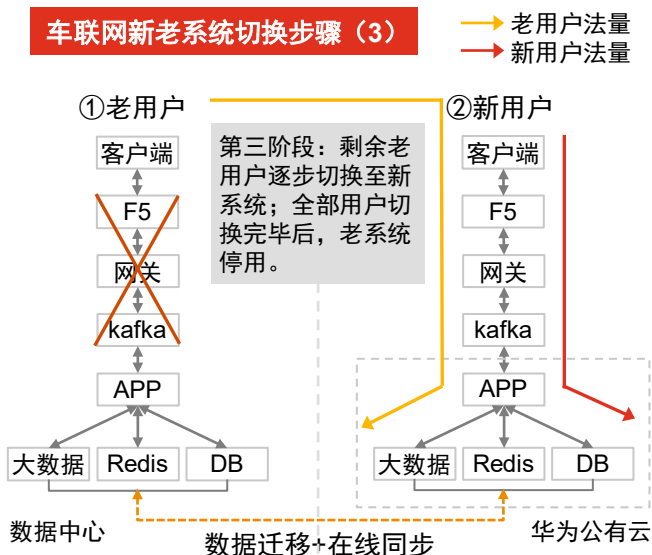 车联网新老系统切换步骤（3）
老用户法量
新用户法量
①老用户
②新用户
第三阶段：剩余老
用户逐步切换至新
系统；全部用户切
换完毕后，老系统
停用。
客户端
F5
网关
kafka
APP
大数据
Redis
DB
客户端
F5
网关
kafka
APP
大数据
Redis
DB
数据中心
数据迁移+在线同步
华为公有云